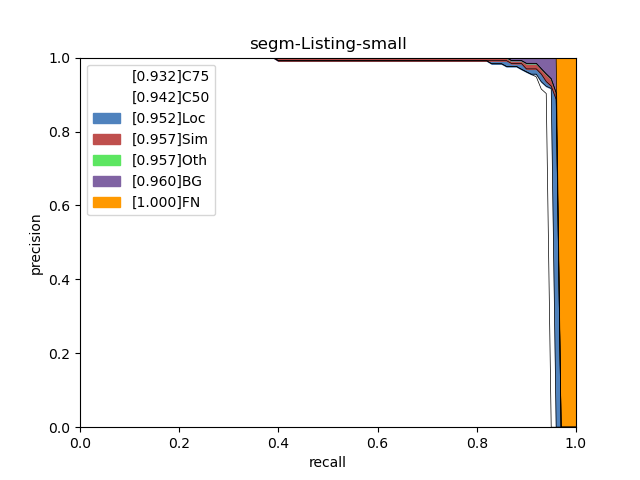 segm-Listing-small
1.0
0.8
0.6
0.4
0.2
0.0
precision
[0.932]C75
[0.942]C50
[0.952]Loc
[0.957]Sim
[0.957]Oth
[0.960]BG
[1.000]FN
0.0 0.2 0.4 0.6 0.8 1.0
recall